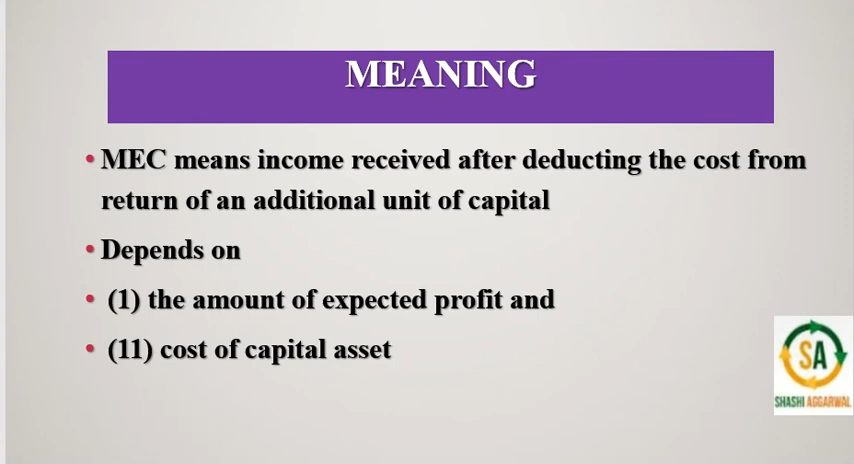 MEANING
• MEC means income received after deducting the cost from
return of an additional unit of capital
• Depends on
• (1) the amount of expected profit and
• (11) cost of capital asset
SA
SHASHI AGGARWAL